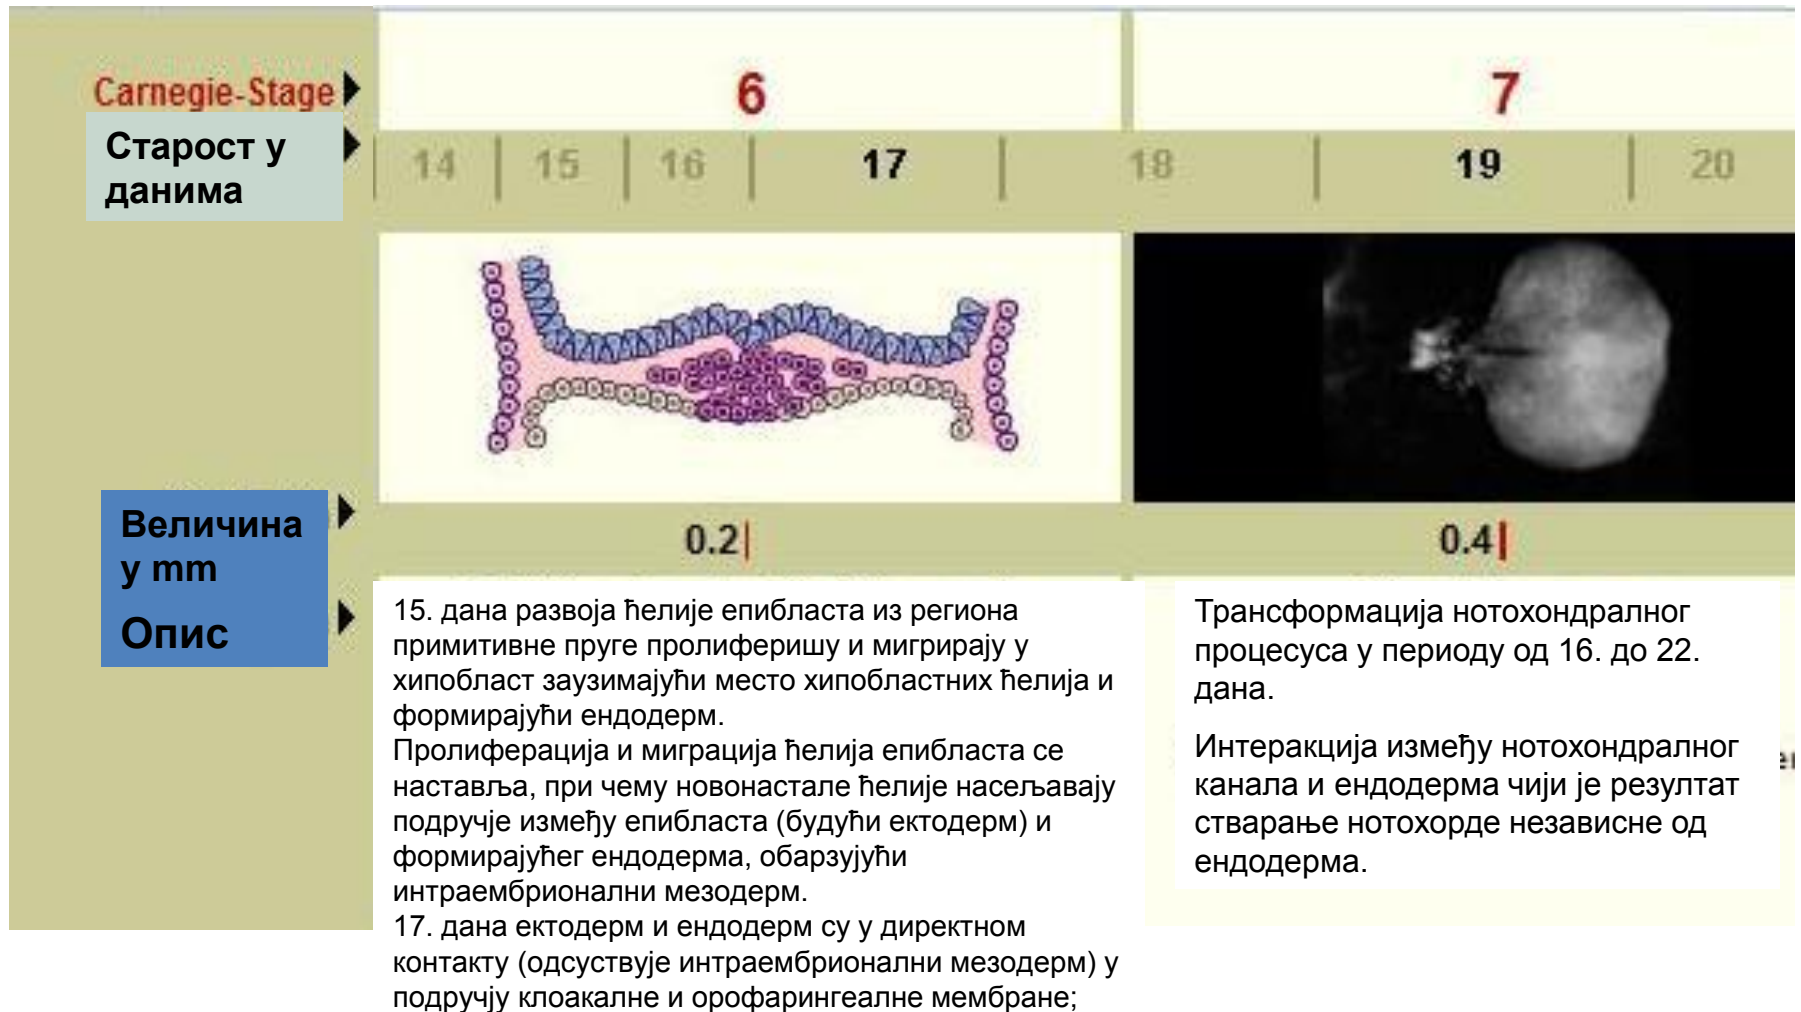 Carnegie-Stage
6
7
Старост у
данима
14 15 16 17 18 19 20
Величина
у mm
0.2
0.4
Опис
15. дана развоја ћелије епибласта из региона
примитивне пруге пролиферишу и мигрирају у
хипобласт заузимајући место хипобластних ћелија и
формирајући ендодерм.
Пролиферација и миграција ћелија епибласта се
наставља, при чему новонастале ћелије насељавају
подручје између епибласта (будући ектодерм) и
формирајућег ендодерма, обарзујући
интраембрионални мезодерм.
17. дана ектодерм и ендодерм су у директном
контакту (одсуствује интраембрионални мезодерм) у
подручју клоакалне и орофарингеалне мембране;
Трансформација нотохондралног
процесуса у периоду од 16. до 22.
дана.
Интеракција између нотохондралног
канала и ендодерма чији је резултат
стварање нотохорде независне од
ендодерма.